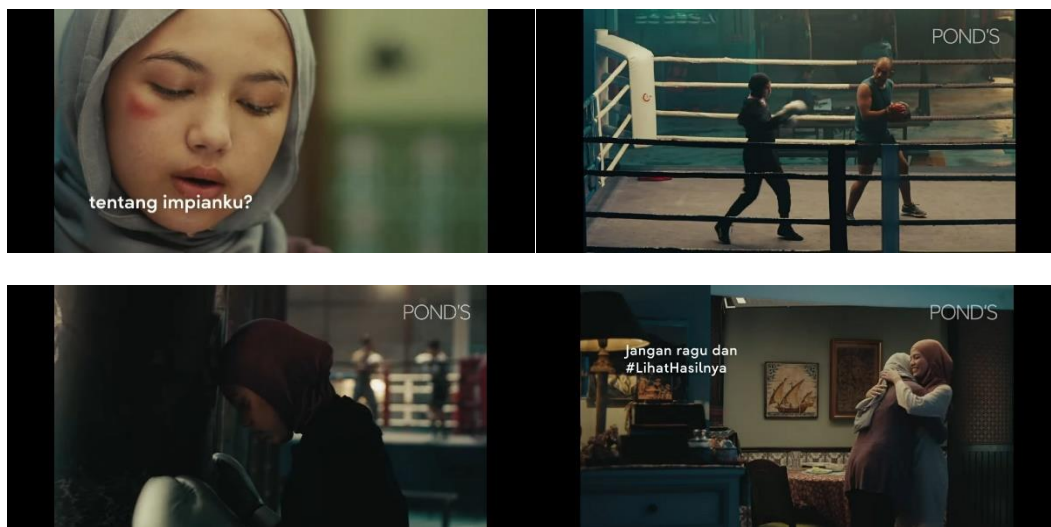 tentang impianku?
POND'S
POND'S
Jangan ragu dan
#LihatHasilnya
POND'S